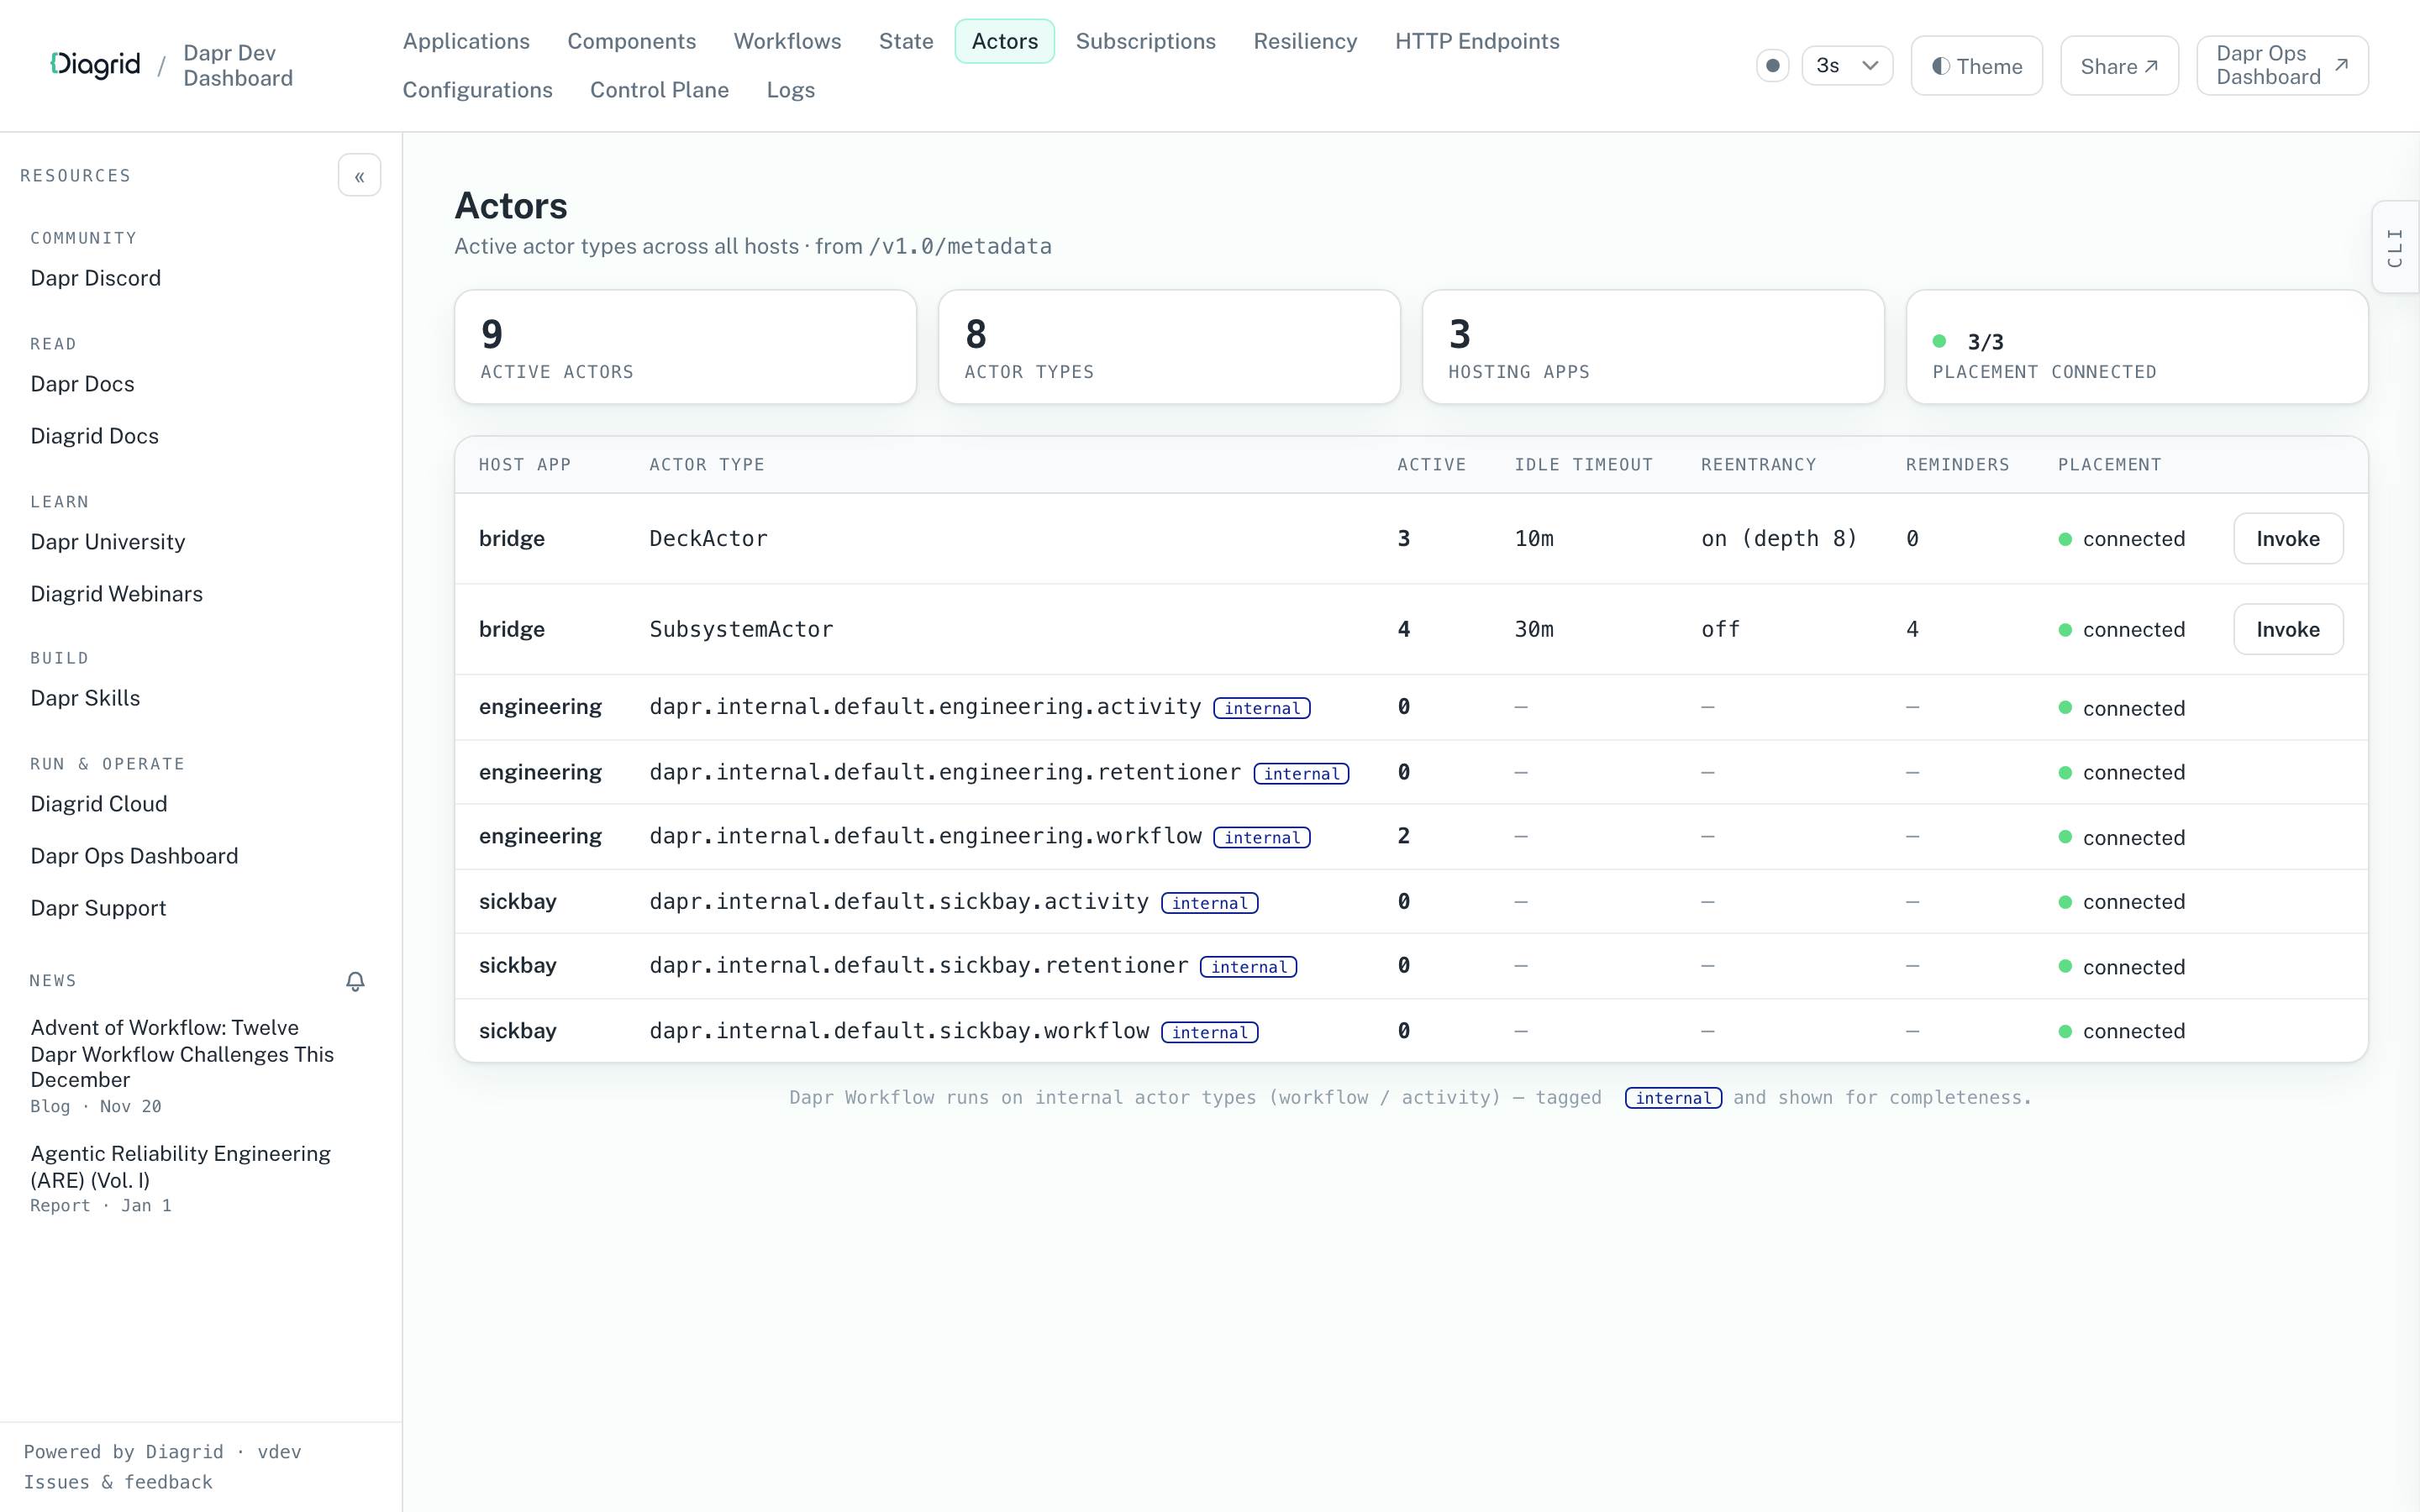 Diagrid / Dapr Dev Dashboard
Applications Components Workflows State Actors Subscriptions Resiliency HTTP Endpoints
Configurations Control Plane Logs
3s Theme Share ↗ Dapr Ops Dashboard ↗
RESOURCES «
COMMUNITY
Dapr Discord
READ
Dapr Docs
Diagrid Docs
LEARN
Dapr University
Diagrid Webinars
BUILD
Dapr Skills
RUN & OPERATE
Diagrid Cloud
Dapr Ops Dashboard
Dapr Support
NEWS
Advent of Workflow: Twelve
Dapr Workflow Challenges This
December
Blog · Nov 20
Agentic Reliability Engineering
(ARE) (Vol. I)
Report · Jan 1
Powered by Diagrid · vdev
Issues & feedback
CLI
Actors
Active actor types across all hosts · from /v1.0/metadata
9
ACTIVE ACTORS
8
ACTOR TYPES
3
HOSTING APPS
3/3
PLACEMENT CONNECTED
HOST APP ACTOR TYPE ACTIVE IDLE TIMEOUT REENTRANCY REMINDERS PLACEMENT
bridge DeckActor 3 10m on (depth 8) 0 connected Invoke
bridge SubsystemActor 4 30m off 4 connected Invoke
engineering dapr.internal.default.engineering.activity internal 0 — — — connected
engineering dapr.internal.default.engineering.retentioner internal 0 — — — connected
engineering dapr.internal.default.engineering.workflow internal 2 — — — connected
sickbay dapr.internal.default.sickbay.activity internal 0 — — — connected
sickbay dapr.internal.default.sickbay.retentioner internal 0 — — — connected
sickbay dapr.internal.default.sickbay.workflow internal 0 — — — connected
Dapr Workflow runs on internal actor types (workflow / activity) — tagged internal and shown for completeness.